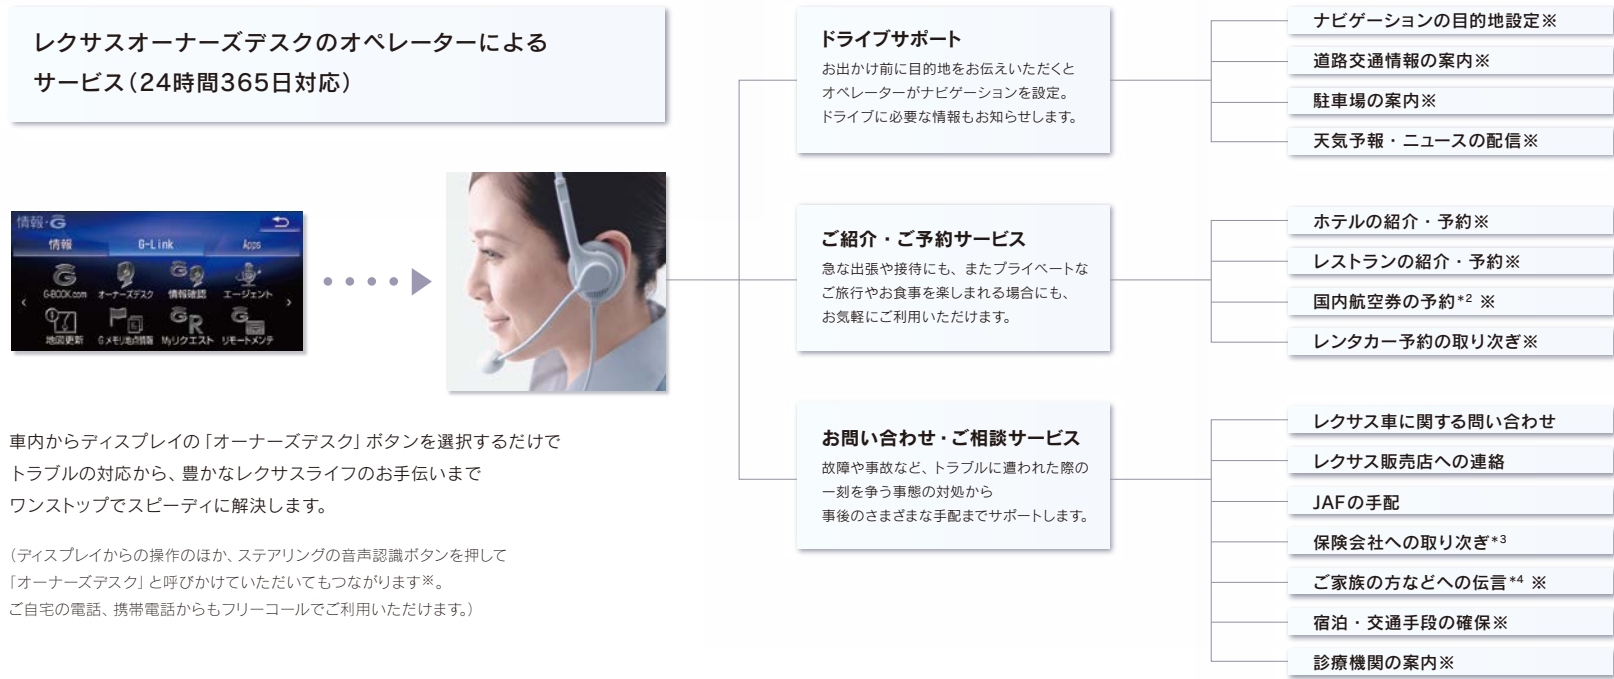 レクサスオーナーズデスクのオペレーターによる
サービス（24時間365日対応）
情報・G
情報
G-Link
Apps
G-BOOK.com
オーナーズデスク
情報確認
エージェント
地図更新
Gメモリ地点情報
Myリクエスト
リモートメンテ
車内からディスプレイの「オーナーズデスク」ボタンを選択するだけで
トラブルの対応から、豊かなレクサスライフのお手伝いまで
ワンストップでスピーディに解決します。
（ディスプレイからの操作のほか、ステアリングの音声認識ボタンを押して
「オーナーズデスク」と呼びかけていただいてもつながります※。
ご自宅の電話、携帯電話からもフリーコールでご利用いただけます。）
ドライブサポート
お出かけ前に目的地をお伝えいただくと
オペレーターがナビゲーションを設定。
ドライブに必要な情報もお知らせします。
ナビゲーションの目的地設定※
道路交通情報の案内※
駐車場の案内※
天気予報・ニュースの配信※
ご紹介・ご予約サービス
急な出張や接待にも、またプライベートな
ご旅行やお食事を楽しまれる場合にも、
お気軽にご利用いただけます。
ホテルの紹介・予約※
レストランの紹介・予約※
国内航空券の予約*2 ※
レンタカー予約の取り次ぎ※
お問い合わせ・ご相談サービス
故障や事故など、トラブルに遭われた際の
一刻を争う事態の対処から
事後のさまざまな手配までサポートします。
レクサス車に関する問い合わせ
レクサス販売店への連絡
JAFの手配
保険会社への取り次ぎ*3
ご家族の方などへの伝言*4 ※
宿泊・交通手段の確保※
診療機関の案内※